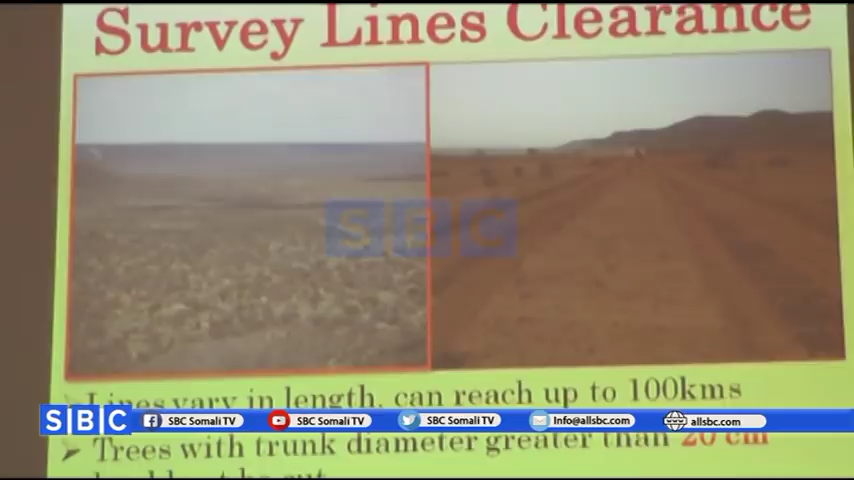 Survey Lines Clearance
SBC
Lines vary in length, can reach up to 100kms
SBC SBC Somali TV SBC Somali TV SBC Somali TV Info@allsbc.com allsbc.com
Trees with trunk diameter greater than 20 cm